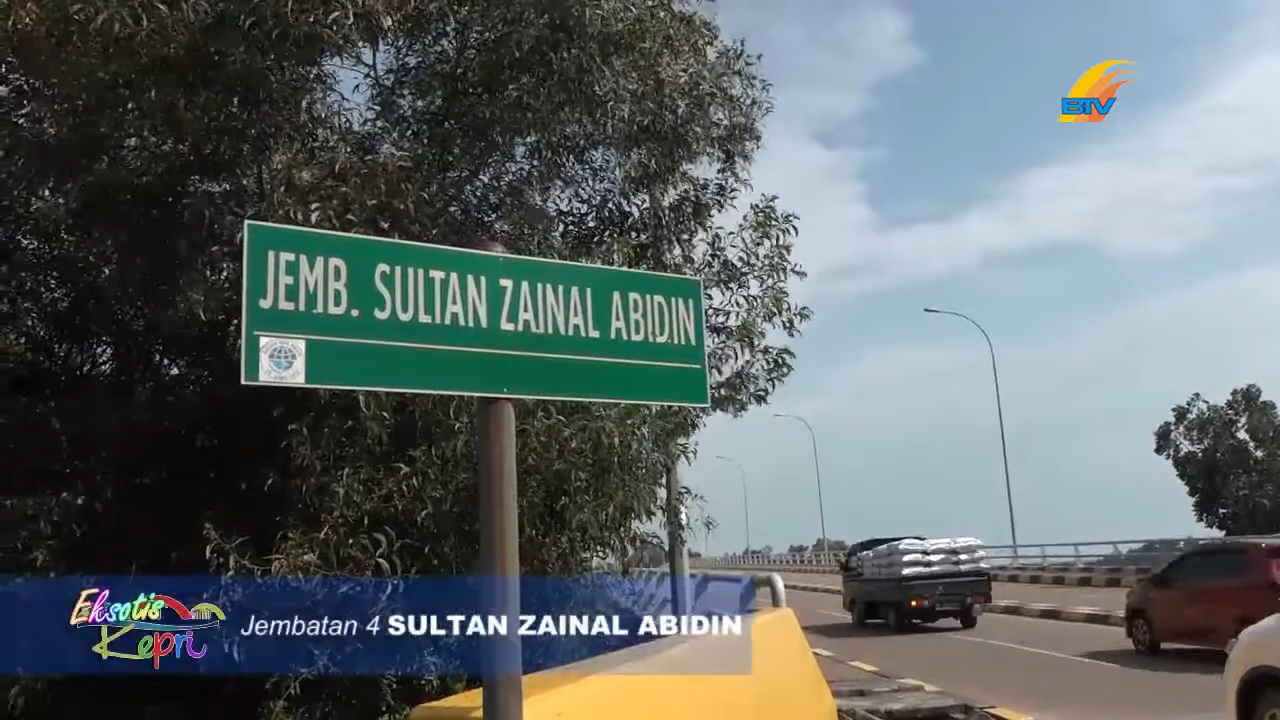 BTV
JEMB. SULTAN ZAINAL ABIDIN
Eksotis
Kepri
Jembatan 4 SULTAN ZAINAL ABIDIN